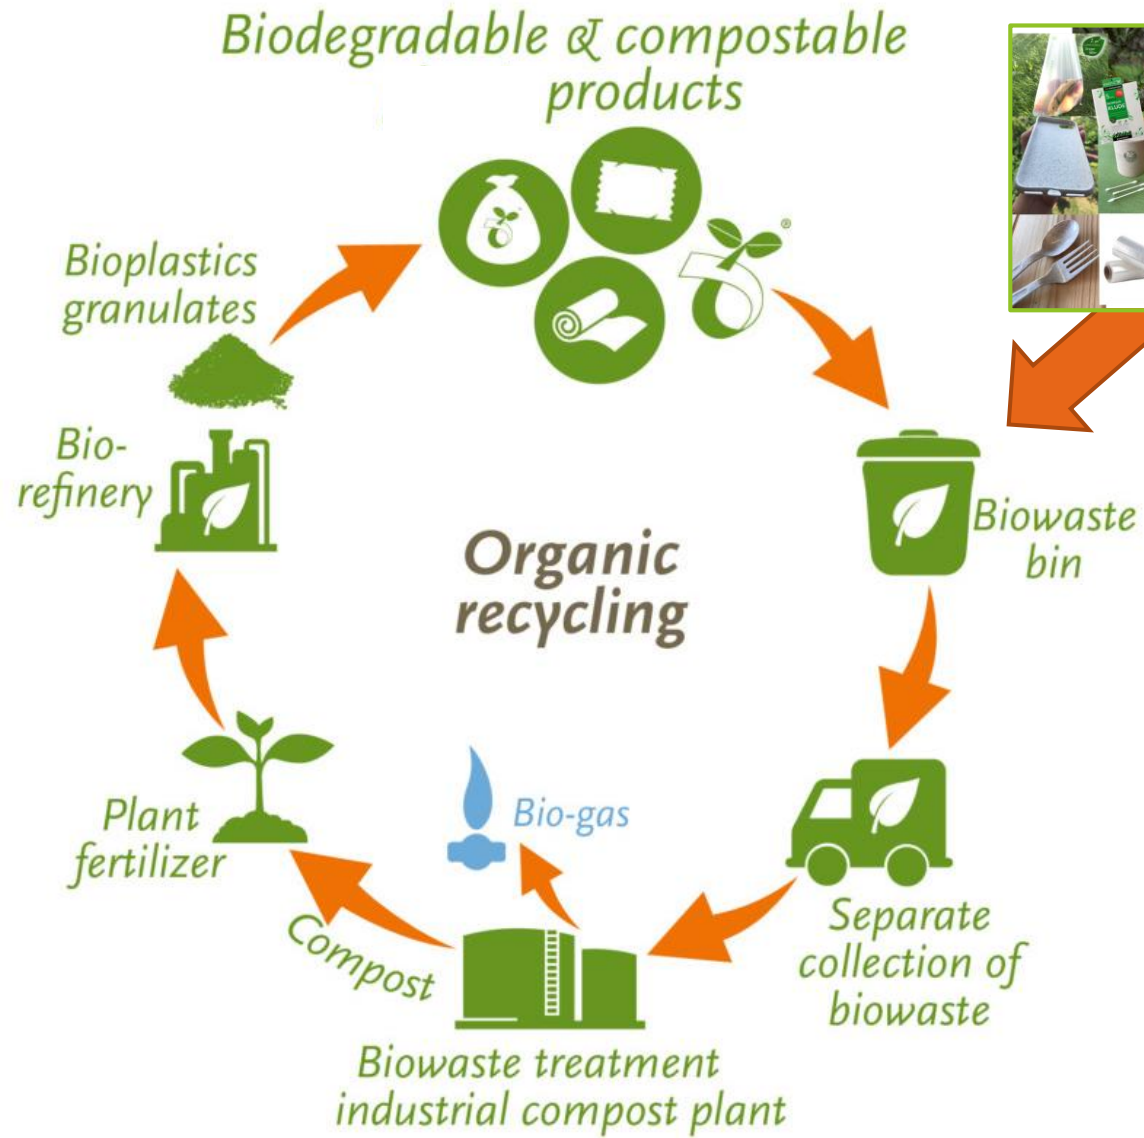 Biodegradable & compostable
products
®
Bioplastics
granulates
Bio-
refinery
Biowaste
bin
Organic
recycling
Plant
fertilizer
Bio-gas
Compost
Separate
collection of
biowaste
Biowaste treatment
industrial compost plant